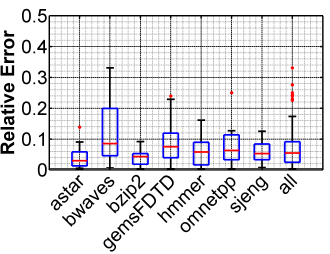 0.5
0.4
0.3
0.2
0.1
0
Relative Error
astar
bwaves
bzip2
gemsFDTD
hmmer
omnetpp
sjeng
all